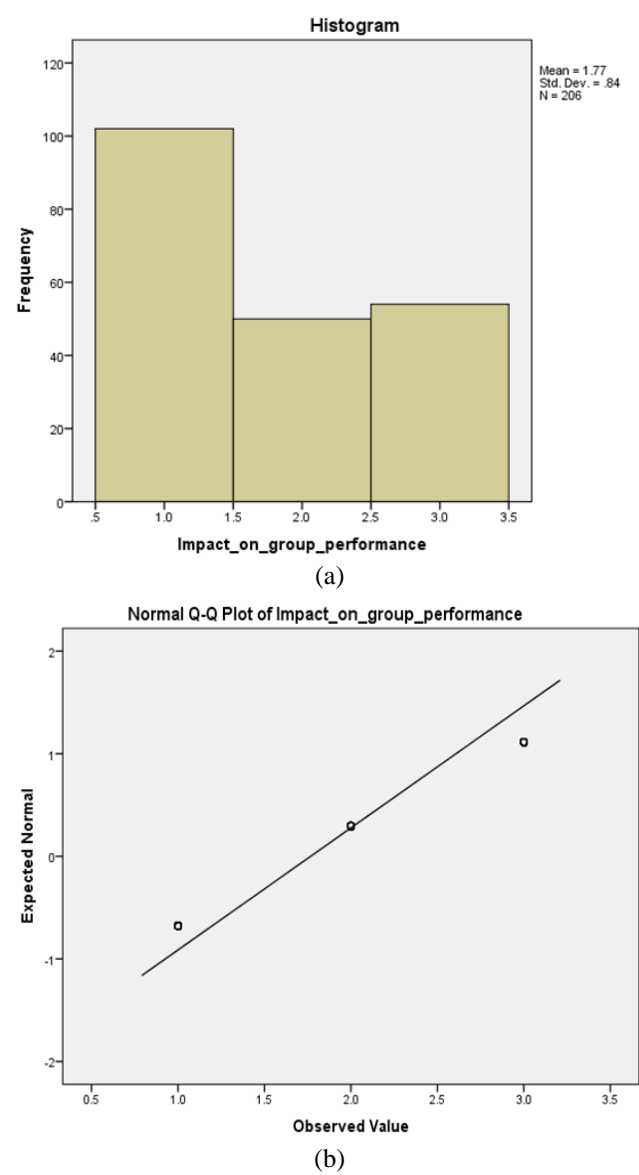 Histogram
Mean = 1.77
Std. Dev. = .84
N = 206
120
100
80
60
40
20
0
Frequency
.5 1.0 1.5 2.0 2.5 3.0 3.5
Impact_on_group_performance
(a)
Normal Q-Q Plot of Impact_on_group_performance
2
1
0
-1
-2
Expected Normal
0.5 1.0 1.5 2.0 2.5 3.0 3.5
Observed Value
(b)